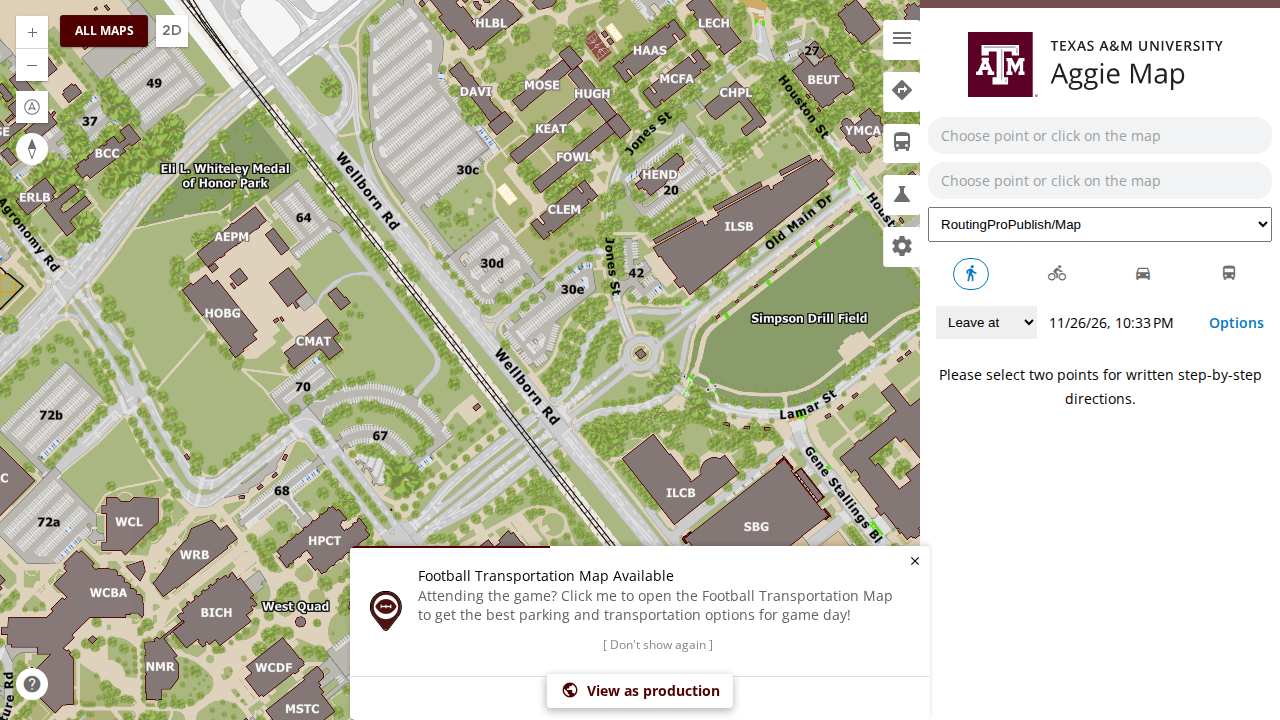 ALL MAPS
2D
TEXAS A&M UNIVERSITY
Aggie Map
Choose point or click on the map
Choose point or click on the map
RoutingProPublish/Map
Leave at
11/26/26, 10:33 PM
Options
Please select two points for written step-by-step
directions.
HLBL
LECH
HAAS
27
49
DAVI
MOSE
HUGH
MCFA
BEUT
CHPL
Houston St
37
SE
BCC
KEAT
Jones St
YMCA
FOWL
Eli L. Whiteley Medal
of Honor Park
Wellborn Rd
30c
HEND
20
ERLB
CLEM
Agronomy Rd
64
ILSB
Old Main Dr
Houst
AEPM
30d
Jones St
42
30e
HOBG
Simpson Drill Field
CMAT
Wellborn Rd
70
Lamar St
72b
67
Gene Stallings Bl
C
68
ILCB
72a
WCL
SBG
HPCT
WRB
WCBA
BICH
West Quad
NMR
WCDF
ture Rd
MSTC
Football Transportation Map Available
Attending the game? Click me to open the Football Transportation Map
to get the best parking and transportation options for game day!
[ Don't show again ]
View as production